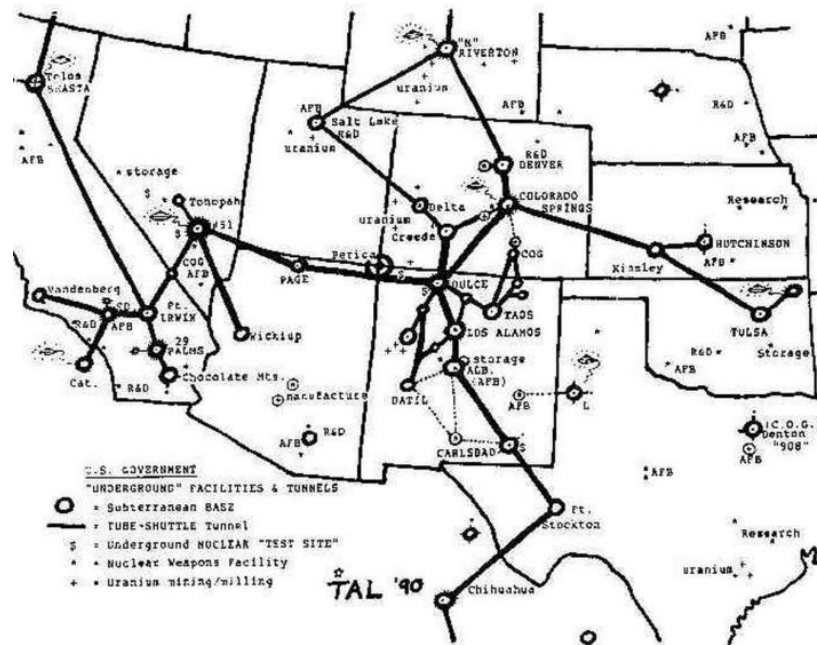 "M"
RIVERTON
AFB
Telos
SHASTA
uranium
R&D
AFB
Salt Lake
R&D
uranium
AFB
AFB
AFB
R&D
DENVER
storage
$
Tonopah
#51
$
Delta
uranium
Creede
COLORADO
SPRINGS
Research
HUTCHINSON
AFB
Kinsley
COG
Perica
$
PAGE
DULCE
$
COG
AFB
Vandenberg
SD
AFB
R&D
Ft.
IRWIN
TAOS
LOS ALAMOS
TULSA
Wickiup
29
PALMS
Cat.
R&D
Chocolate Mts.
storage
ALB.
(AFB)
R&D
Storage
AFB
manufacture
DATIL
AFB
L
R&D
AFB
CARLSBAD
$
C.O.G.
Denton
"908"
AFB
AFB
U.S. GOVERNMENT
"UNDERGROUND" FACILITIES & TUNNELS
= Subterranean BASE
= TUBE-SHUTTLE Tunnel
$ = Underground NUCLEAR "TEST SITE"
* = Nuclear Weapons Facility
+ = Uranium mining/milling
Ft.
Stockton
Research
uranium
TAL '90
Chihuahua